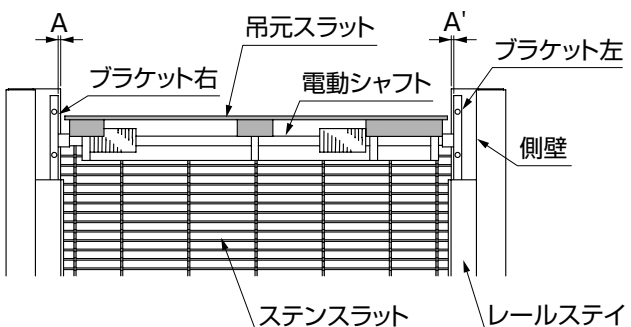 A
吊元スラット
A'
ブラケット左
ブラケット右
電動シャフト
側壁
ステンスラット
レールステイ